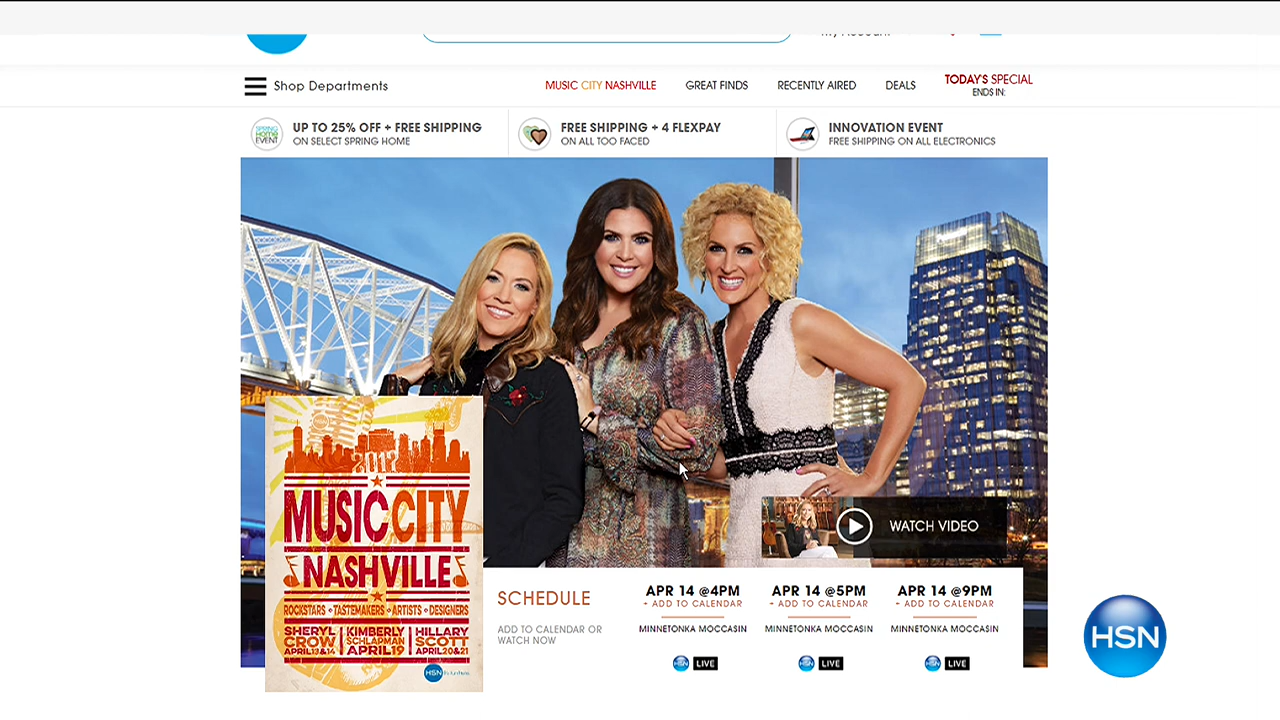 My Account
Shop Departments
MUSIC CITY NASHVILLE
GREAT FINDS
RECENTLY AIRED
DEALS
TODAY'S SPECIAL
ENDS IN:
SPRING
HOME
EVENT
UP TO 25% OFF + FREE SHIPPING
ON SELECT SPRING HOME
FREE SHIPPING + 4 FLEXPAY
ON ALL TOO FACED
INNOVATION EVENT
FREE SHIPPING ON ALL ELECTRONICS
MUSIC CITY
NASHVILLE
ROCKSTARS • TASTEMAKERS • ARTISTS • DESIGNERS
SHERYL
CROW
APRIL 13 & 14
KIMBERLY
SCHLAPMAN
APRIL 19
HILLARY
SCOTT
APRIL 20 & 21
HSN
WATCH VIDEO
SCHEDULE
ADD TO CALENDAR OR
WATCH NOW
APR 14 @4PM
+ ADD TO CALENDAR
MINNETONKA MOCCASIN
HSN LIVE
APR 14 @5PM
+ ADD TO CALENDAR
MINNETONKA MOCCASIN
HSN LIVE
APR 14 @9PM
+ ADD TO CALENDAR
MINNETONKA MOCCASIN
HSN LIVE
HSN